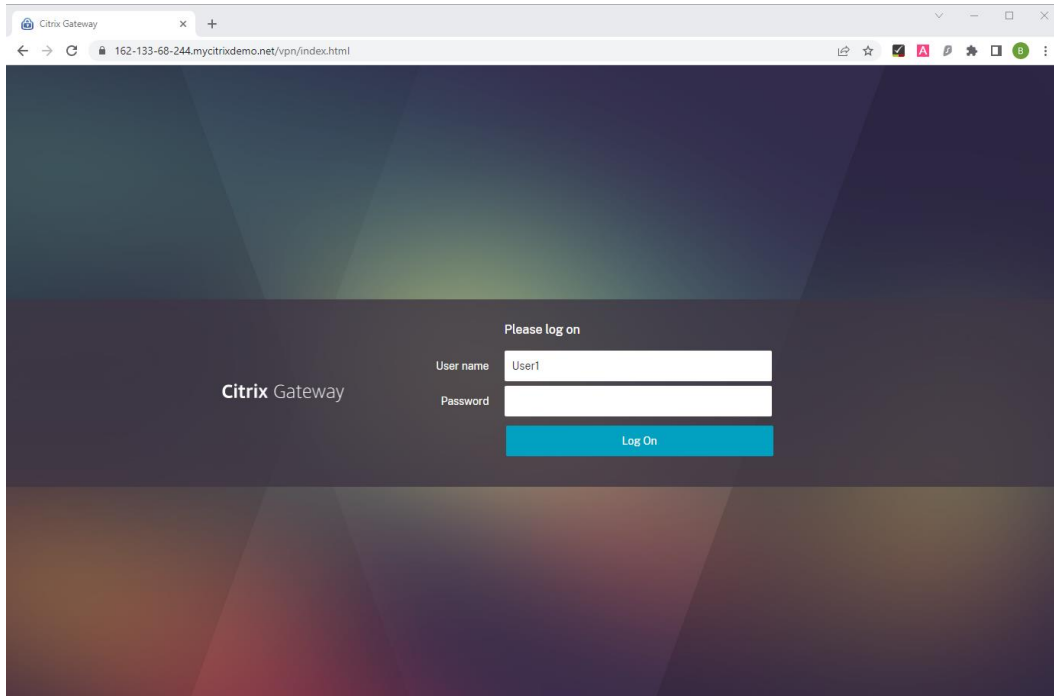 Citrix Gateway
162-133-68-244.mycitrixdemo.net/vpn/index.html
A
B
Please log on
User name
User1
Citrix Gateway
Password
Log On